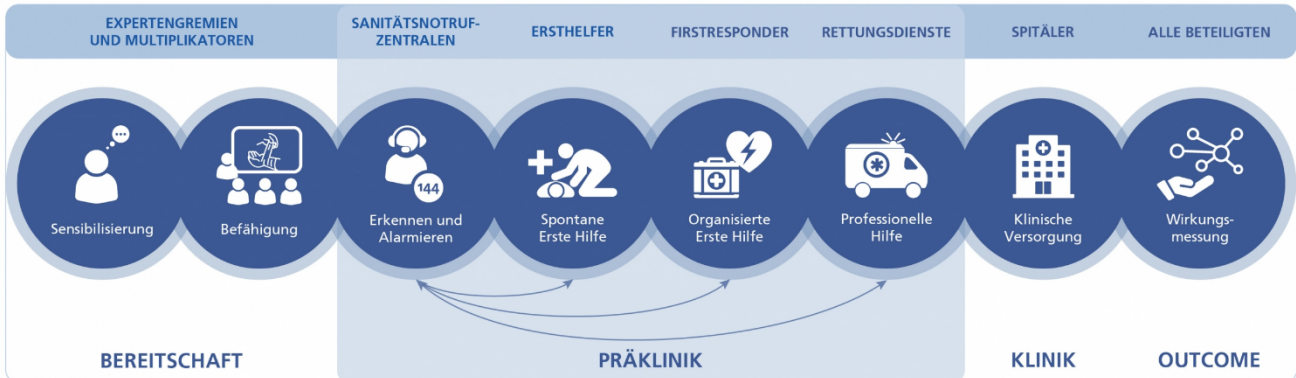 EXPERTENGREMIEN
UND MULTIPLIKATOREN
SANITÄTSNOTRUF-
ZENTRALEN
ERSTHELFER
FIRSTRESPONDER
RETTUNGSDIENSTE
SPITÄLER
ALLE BETEILIGTEN
Sensibilisierung
Befähigung
144
Erkennen und
Alarmieren
Spontane
Erste Hilfe
Organisierte
Erste Hilfe
Professionelle
Hilfe
Klinische
Versorgung
Wirkungs-
messung
BEREITSCHAFT
PRÄKLINIK
KLINIK
OUTCOME